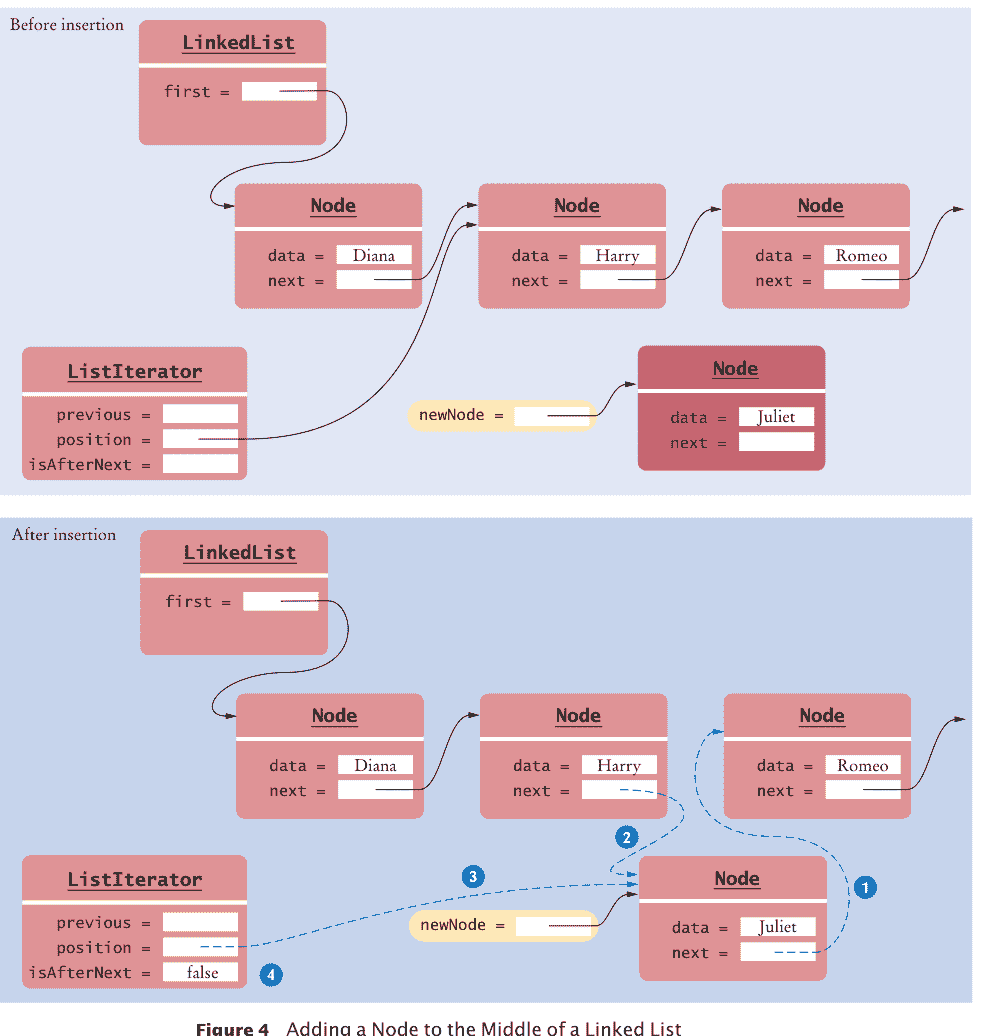 Before insertion
LinkedList
first =
Node
Node
Node
data = Diana
data = Harry
data = Romeo
next =
next =
next =
ListIterator
Node
previous =
newNode =
data = Juliet
position =
next =
isAfterNext =
After insertion
LinkedList
first =
Node
Node
Node
data = Diana
data = Harry
data = Romeo
next =
next =
next =
2
ListIterator
3
Node
1
previous =
newNode =
data = Juliet
position =
next =
isAfterNext = false
4
Figure 4 Adding a Node to the Middle of a Linked List